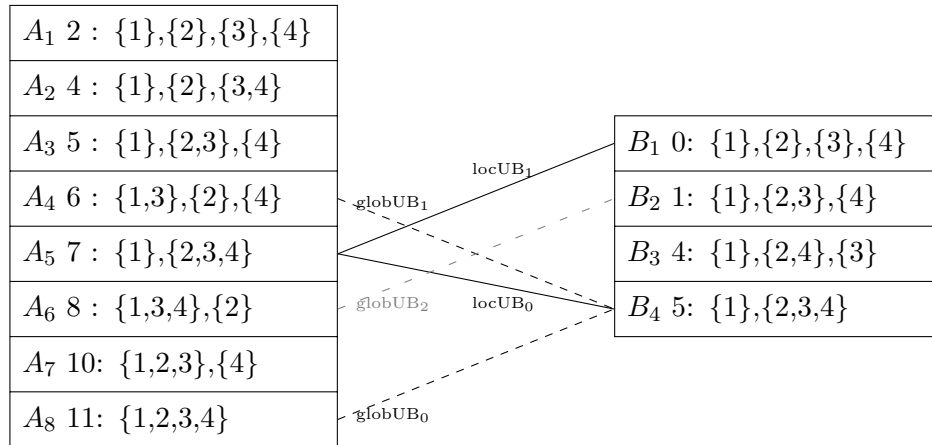 A₁ 2 : {1},{2},{3},{4}
A₂ 4 : {1},{2},{3,4}
A₃ 5 : {1},{2,3},{4}
A₄ 6 : {1,3},{2},{4}
A₅ 7 : {1},{2,3,4}
A₆ 8 : {1,3,4},{2}
A₇ 10: {1,2,3},{4}
A₈ 11: {1,2,3,4}
locUB₁
globUB₁
globUB₂
locUB₀
globUB₀
B₁ 0: {1},{2},{3},{4}
B₂ 1: {1},{2,3},{4}
B₃ 4: {1},{2,4},{3}
B₄ 5: {1},{2,3,4}